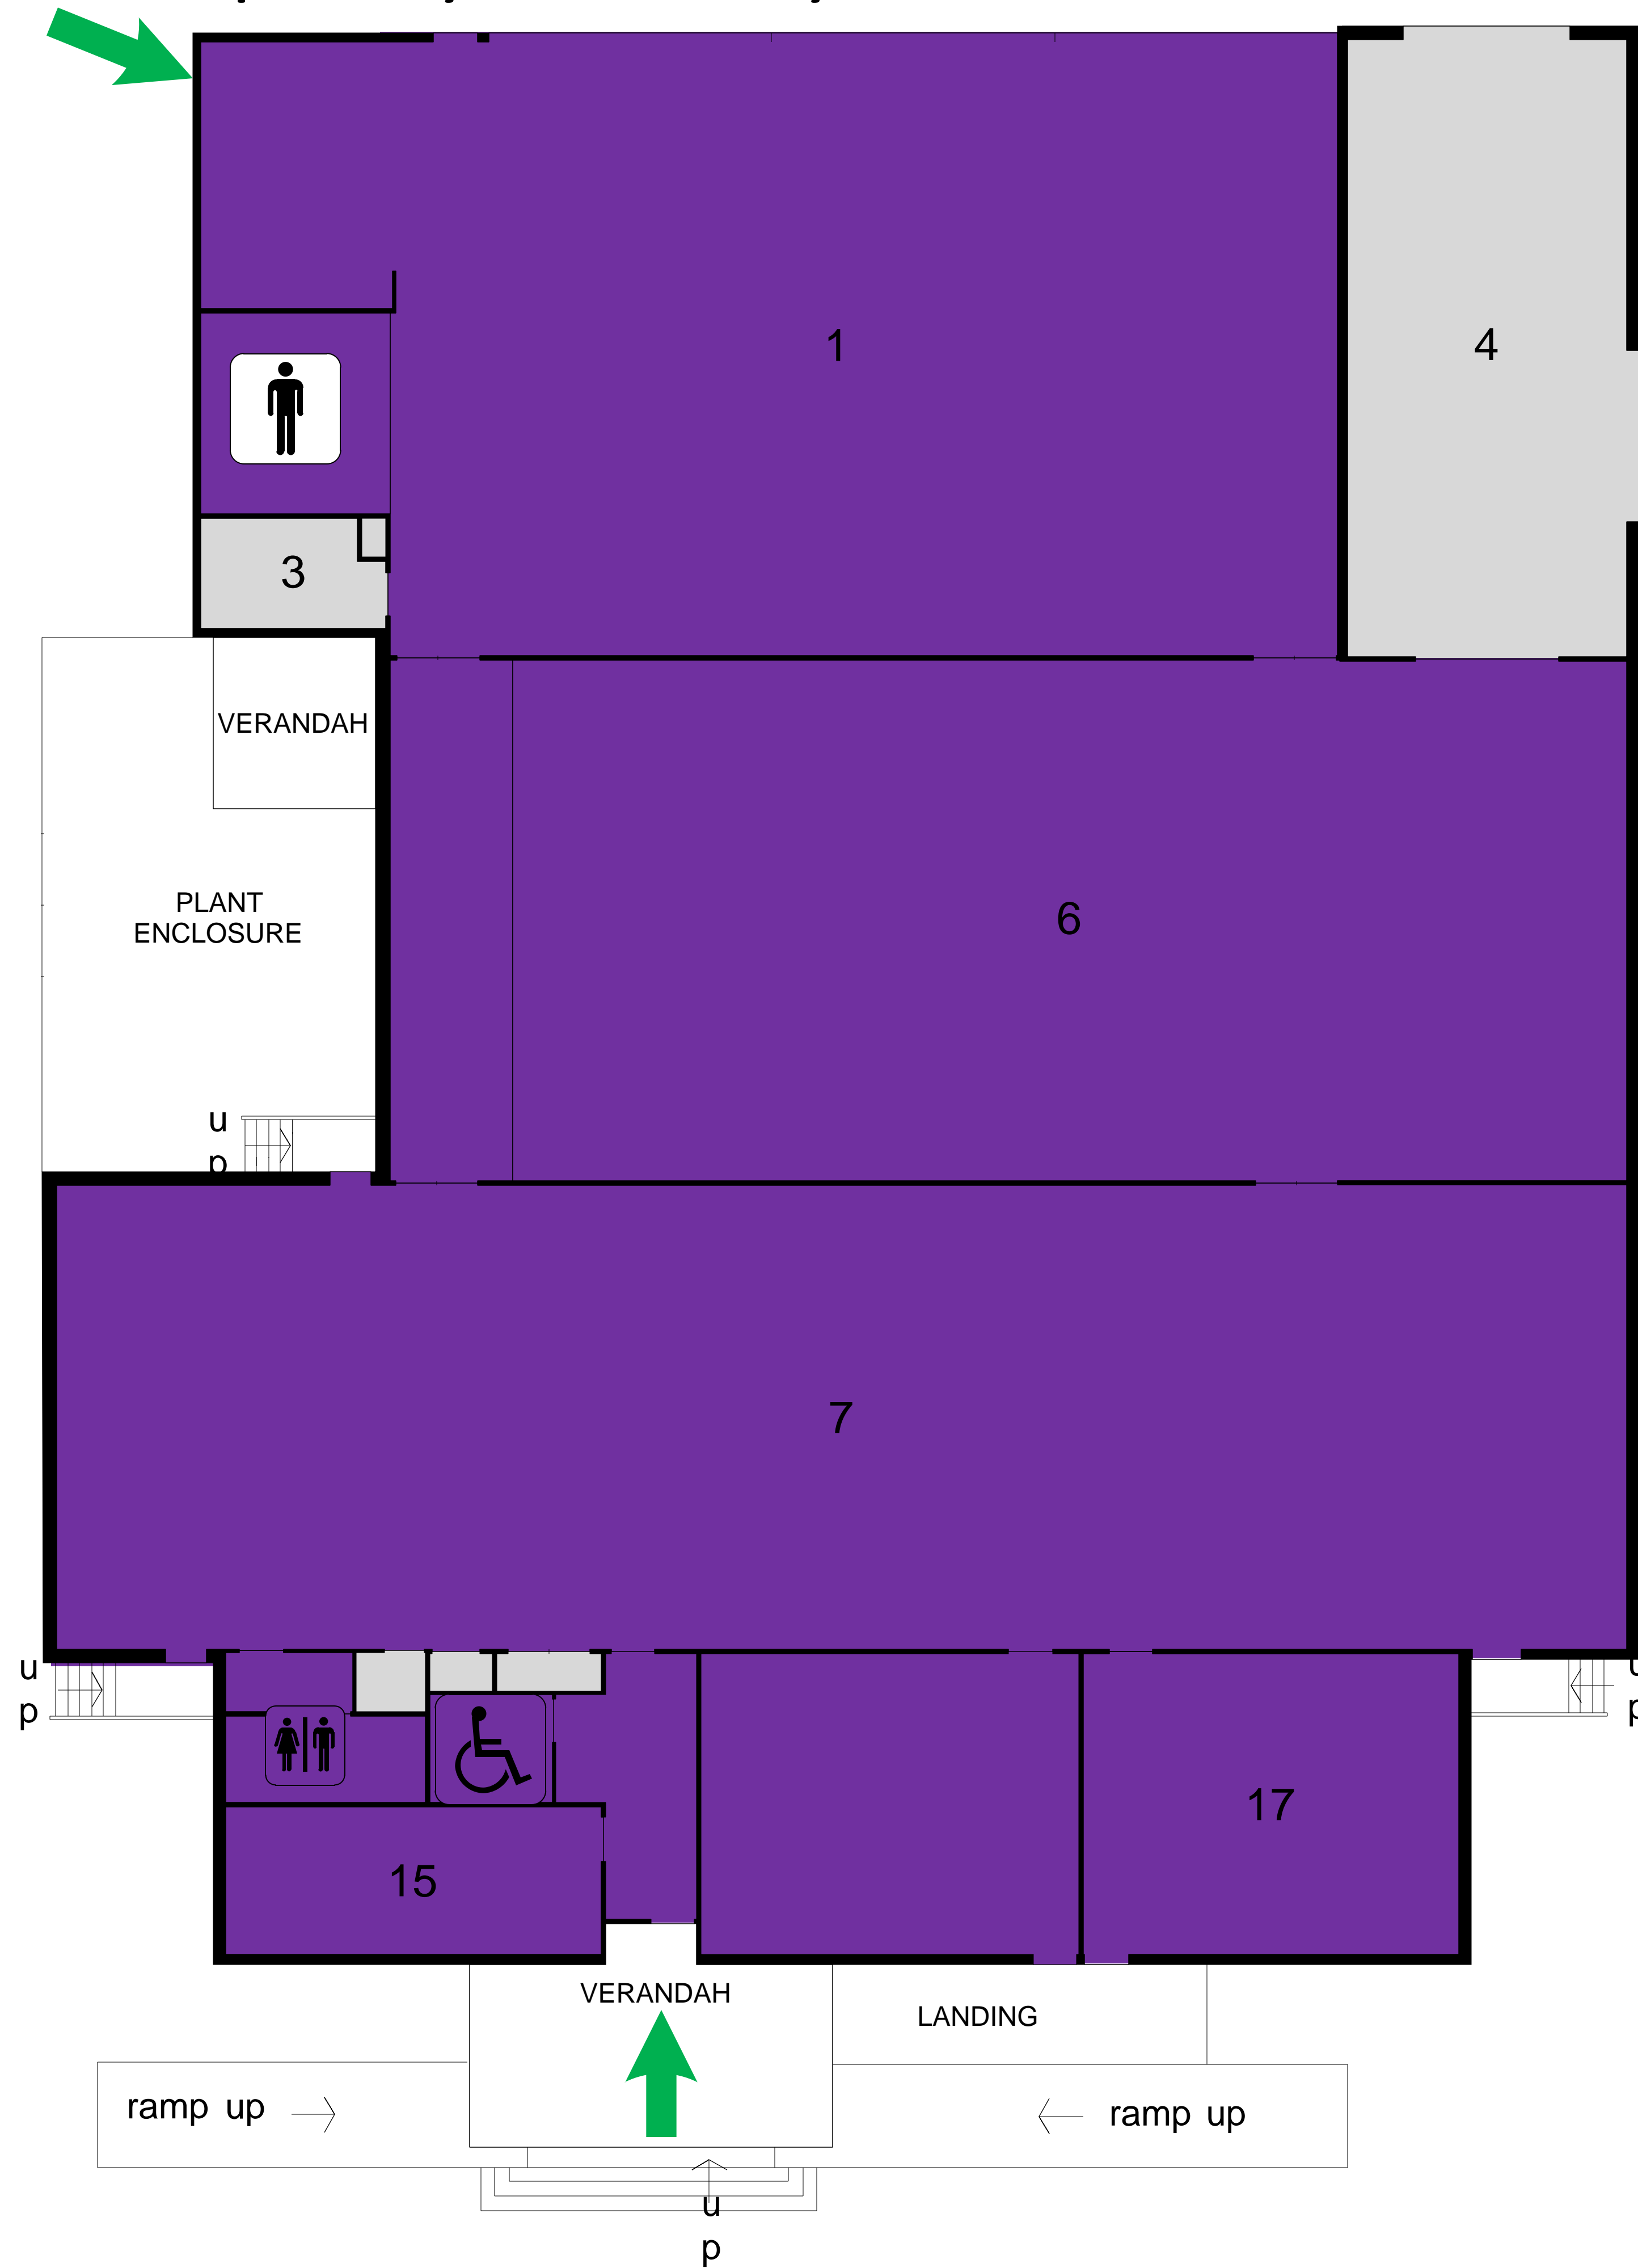 1
4
3
VERANDAH
PLANT
ENCLOSURE
6
u
p
7
u
p
u
p
17
15
VERANDAH
LANDING
ramp up
ramp up
u
p